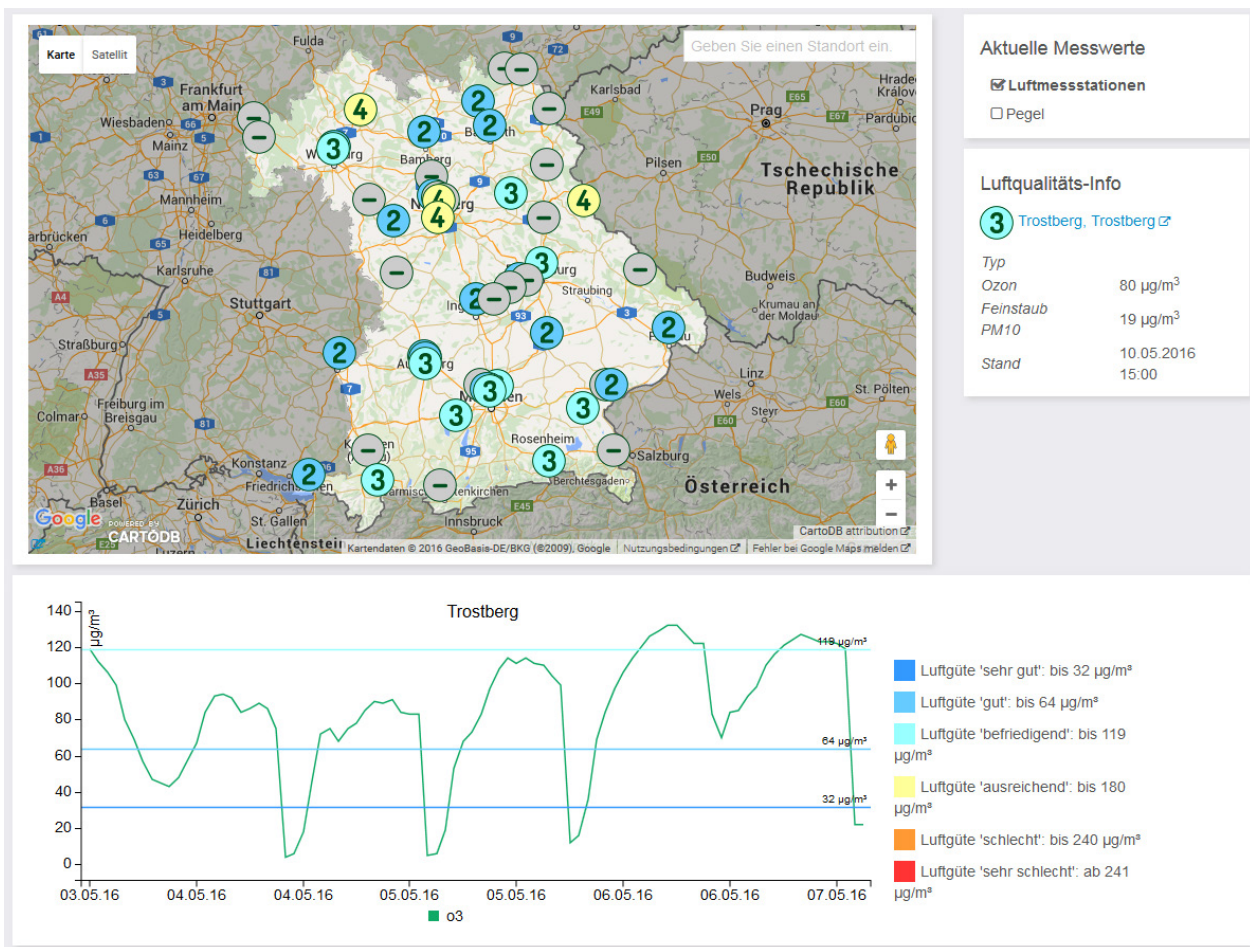 Karte
Satellit
Geben Sie einen Standort ein.
Fulda
Frankfurt
am Main
Wiesbaden
Mainz
Mannheim
Heidelberg
Karlsruhe
Stuttgart
Straßburg
Colmar
Freiburg im
Breisgau
Basel
Zürich
Konstanz
St. Gallen
Liechtenstein
Luzern
Innsbruck
Bamberg
Straubing
Rosenheim
Berchtesgaden
Salzburg
Österreich
Karlsbad
Prag
Pilsen
Tschechische
Republik
Budweis
Krumau an
der Moldau
Linz
Wels
Steyr
St. Pölten
Google
POWERED BY
CARTODB
CartoDB attribution
Kartendaten © 2016 GeoBasis-DE/BKG (©2009), Google
Nutzungsbedingungen
Fehler bei Google Maps melden
Aktuelle Messwerte
Luftmessstationen
Pegel
Luftqualitäts-Info
3 Trostberg, Trostberg
Typ
Ozon 80 µg/m³
Feinstaub
PM10 19 µg/m³
Stand 10.05.2016
15:00
Trostberg
µg/m³
140
120
100
80
60
40
20
0
119 µg/m³
64 µg/m³
32 µg/m³
03.05.16 04.05.16 04.05.16 05.05.16 05.05.16 06.05.16 06.05.16 07.05.16
o3
Luftgüte 'sehr gut': bis 32 µg/m³
Luftgüte 'gut': bis 64 µg/m³
Luftgüte 'befriedigend': bis 119
µg/m³
Luftgüte 'ausreichend': bis 180
µg/m³
Luftgüte 'schlecht': bis 240 µg/m³
Luftgüte 'sehr schlecht': ab 241
µg/m³